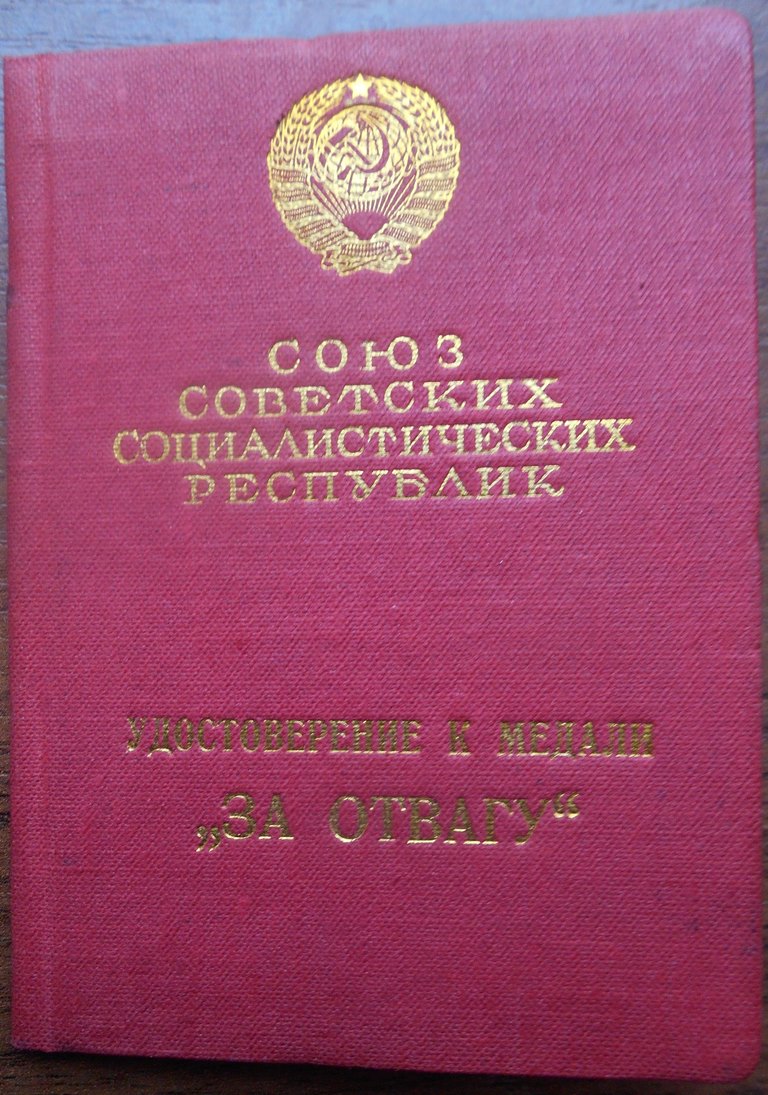 СОЮЗ
СОВЕТСКИХ
СОЦИАЛИСТИЧЕСКИХ
РЕСПУБЛИК
УДОСТОВЕРЕНИЕ К МЕДАЛИ
„ЗА ОТВАГУ“